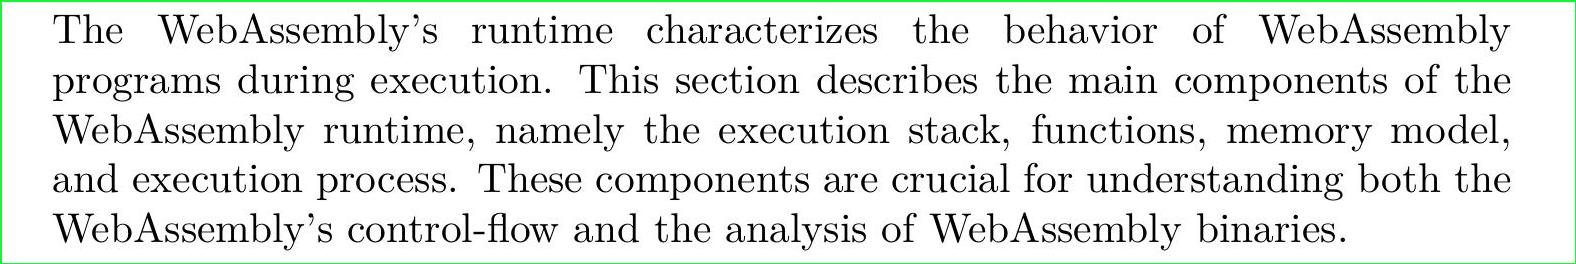 The WebAssembly's runtime characterizes the behavior of WebAssembly
programs during execution. This section describes the main components of the
WebAssembly runtime, namely the execution stack, functions, memory model,
and execution process. These components are crucial for understanding both the
WebAssembly's control-flow and the analysis of WebAssembly binaries.